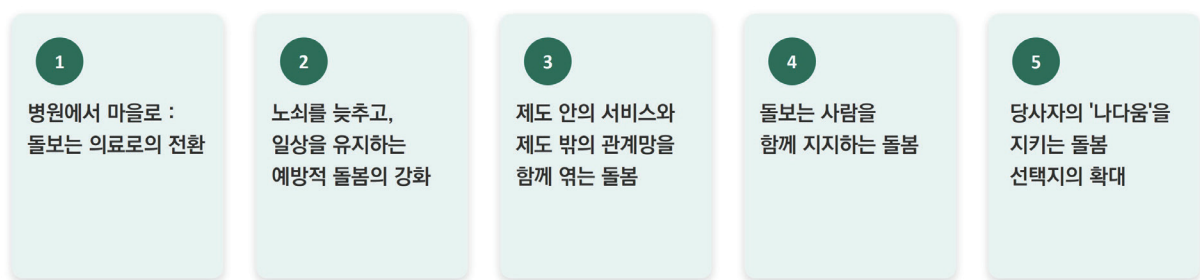 1
병원에서 마을로 :
돌보는 의료로의 전환
2
노쇠를 늦추고,
일상을 유지하는
예방적 돌봄의 강화
3
제도 안의 서비스와
제도 밖의 관계망을
함께 엮는 돌봄
4
돌보는 사람을
함께 지지하는 돌봄
5
당사자의 '나다움'을
지키는 돌봄
선택지의 확대